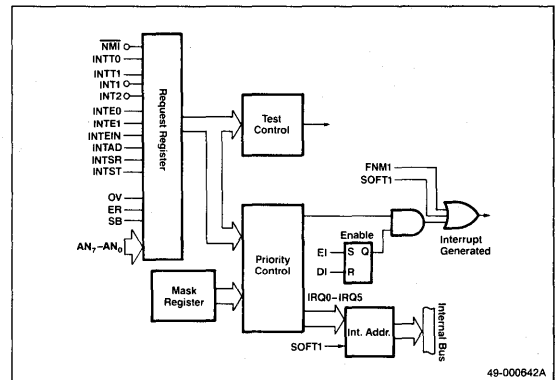 NMI
INTT0
INTT1
INT1
INT2
INTE0
INTE1
INTEIN
INTAD
INTSR
INTST
OV
ER
SB
AN7–AN0
Request Register
Test
Control
Mask
Register
Priority
Control
FNM1
SOFT1
Enable
EI
S Q
DI
R
Interrupt
Generated
IRQ0–IRQ5
Int. Addr.
SOFT1
Internal Bus
49-000642A